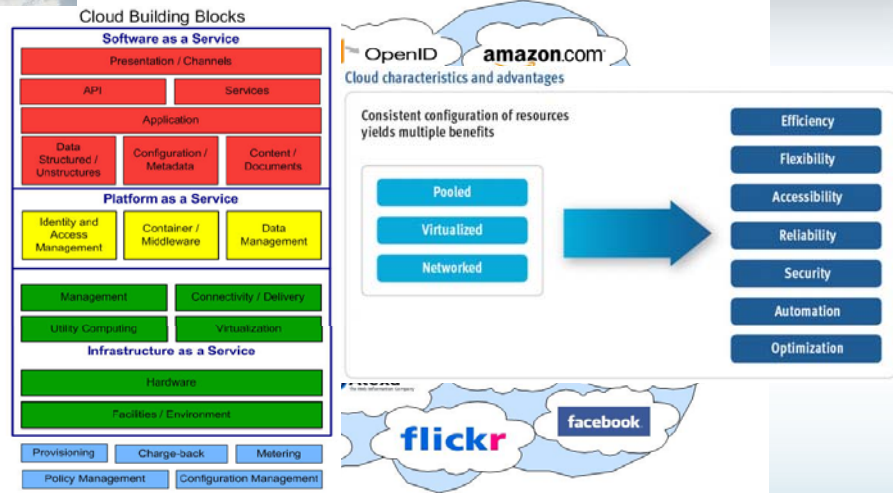 Cloud Building Blocks
Software as a Service
Presentation / Channels
API
Services
Application
Data
Structured /
Unstructures
Configuration /
Metadata
Content /
Documents
Platform as a Service
Identity and
Access
Management
Container /
Middleware
Data
Management
Management
Connectivity / Delivery
Utility Computing
Virtualization
Infrastructure as a Service
Hardware
Facilities / Environment
Provisioning
Charge-back
Metering
Policy Management
Configuration Management
OpenID
amazon.com
Cloud characteristics and advantages
Consistent configuration of resources
yields multiple benefits
Pooled
Virtualized
Networked
Efficiency
Flexibility
Accessibility
Reliability
Security
Automation
Optimization
flickr
facebook